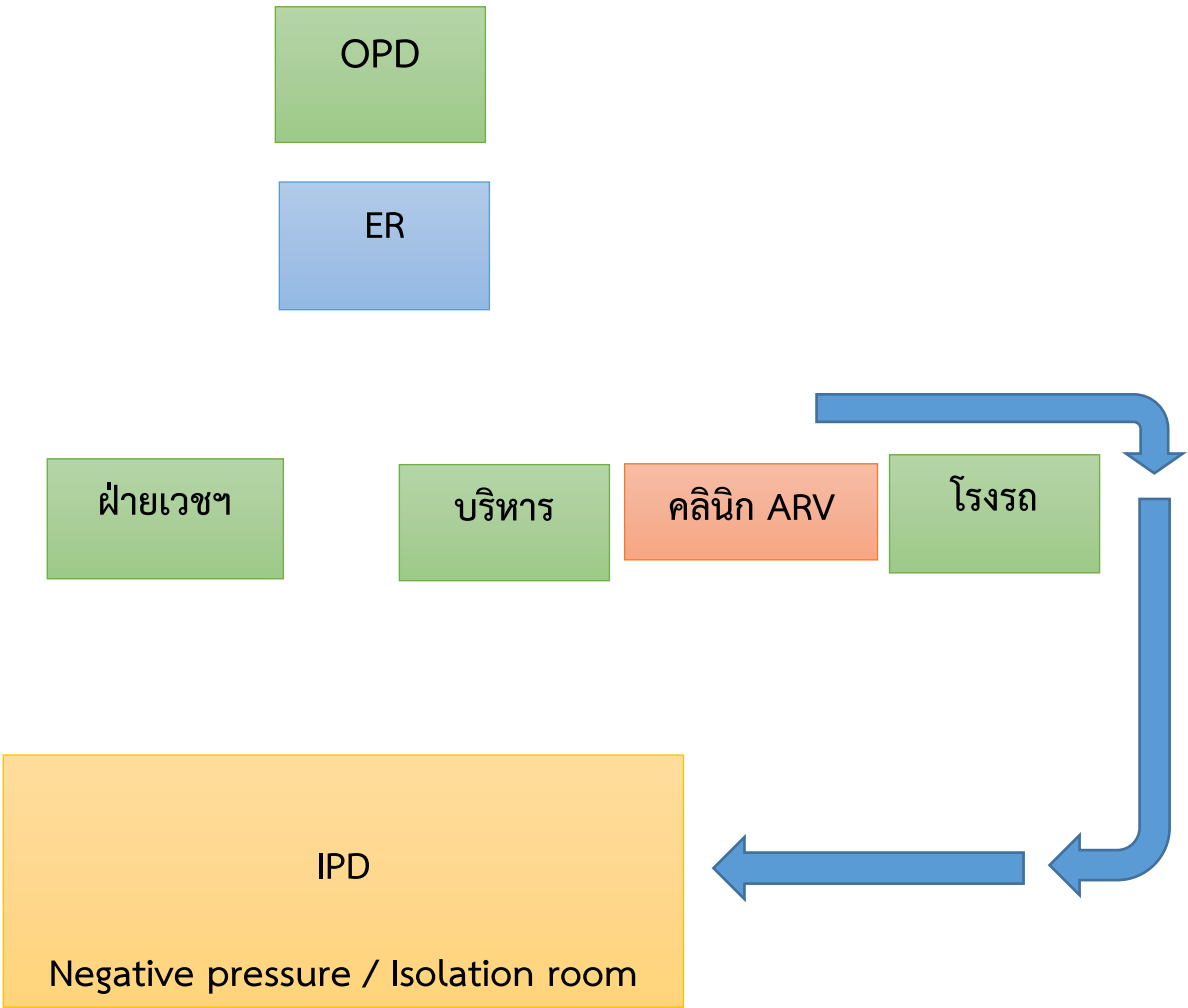 OPD
ER
ฝ่ายเวชฯ
บริหาร
คลินิก ARV
โรงรถ
IPD
Negative pressure / Isolation room